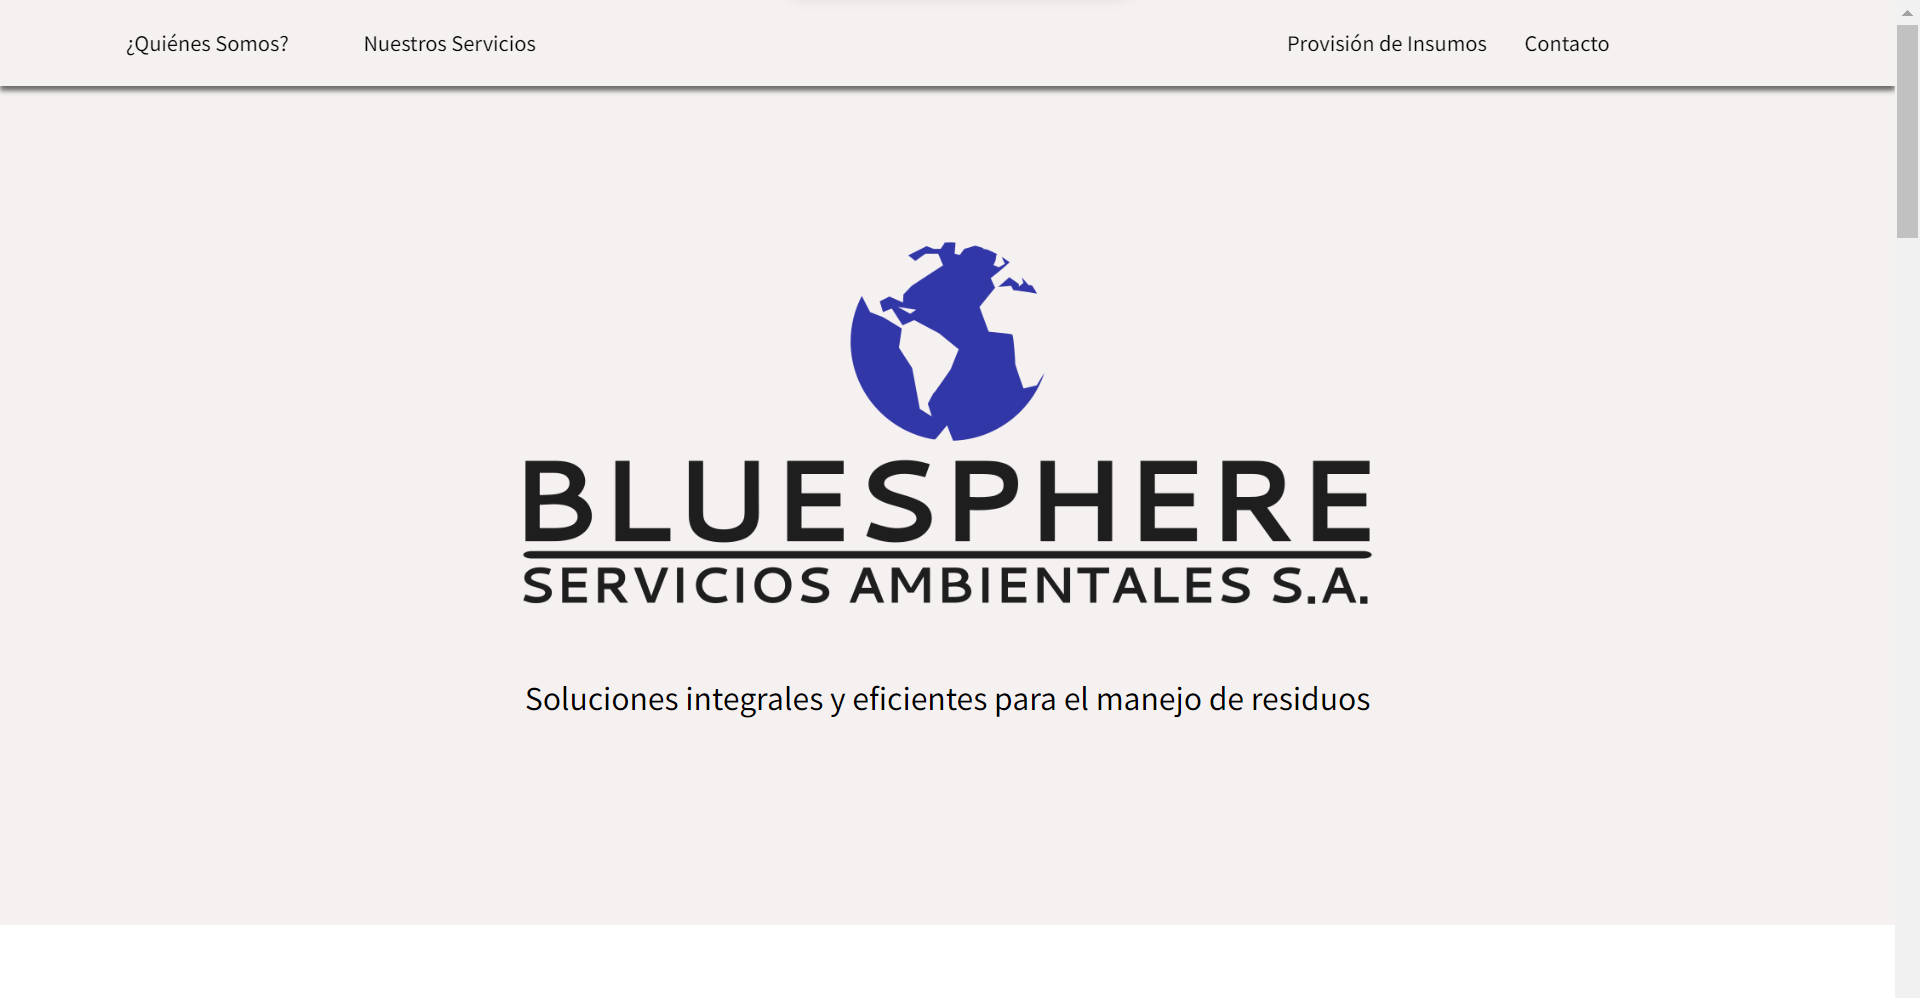 ¿Quiénes Somos? Nuestros Servicios Provisión de Insumos Contacto
BLUESPHERE
SERVICIOS AMBIENTALES S.A.
Soluciones integrales y eficientes para el manejo de residuos